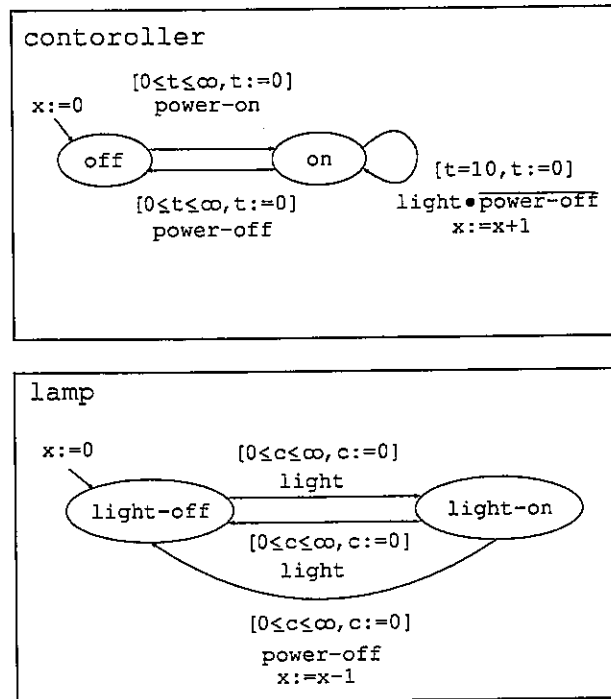 contoroller
[0≤t≤∞,t:=0]
power-on
x:=0
off
on
[t=10,t:=0]
light•power-off
x:=x+1
[0≤t≤∞,t:=0]
power-off
lamp
x:=0
[0≤c≤∞,c:=0]
light
light-off
light-on
[0≤c≤∞,c:=0]
light
[0≤c≤∞,c:=0]
power-off
x:=x-1